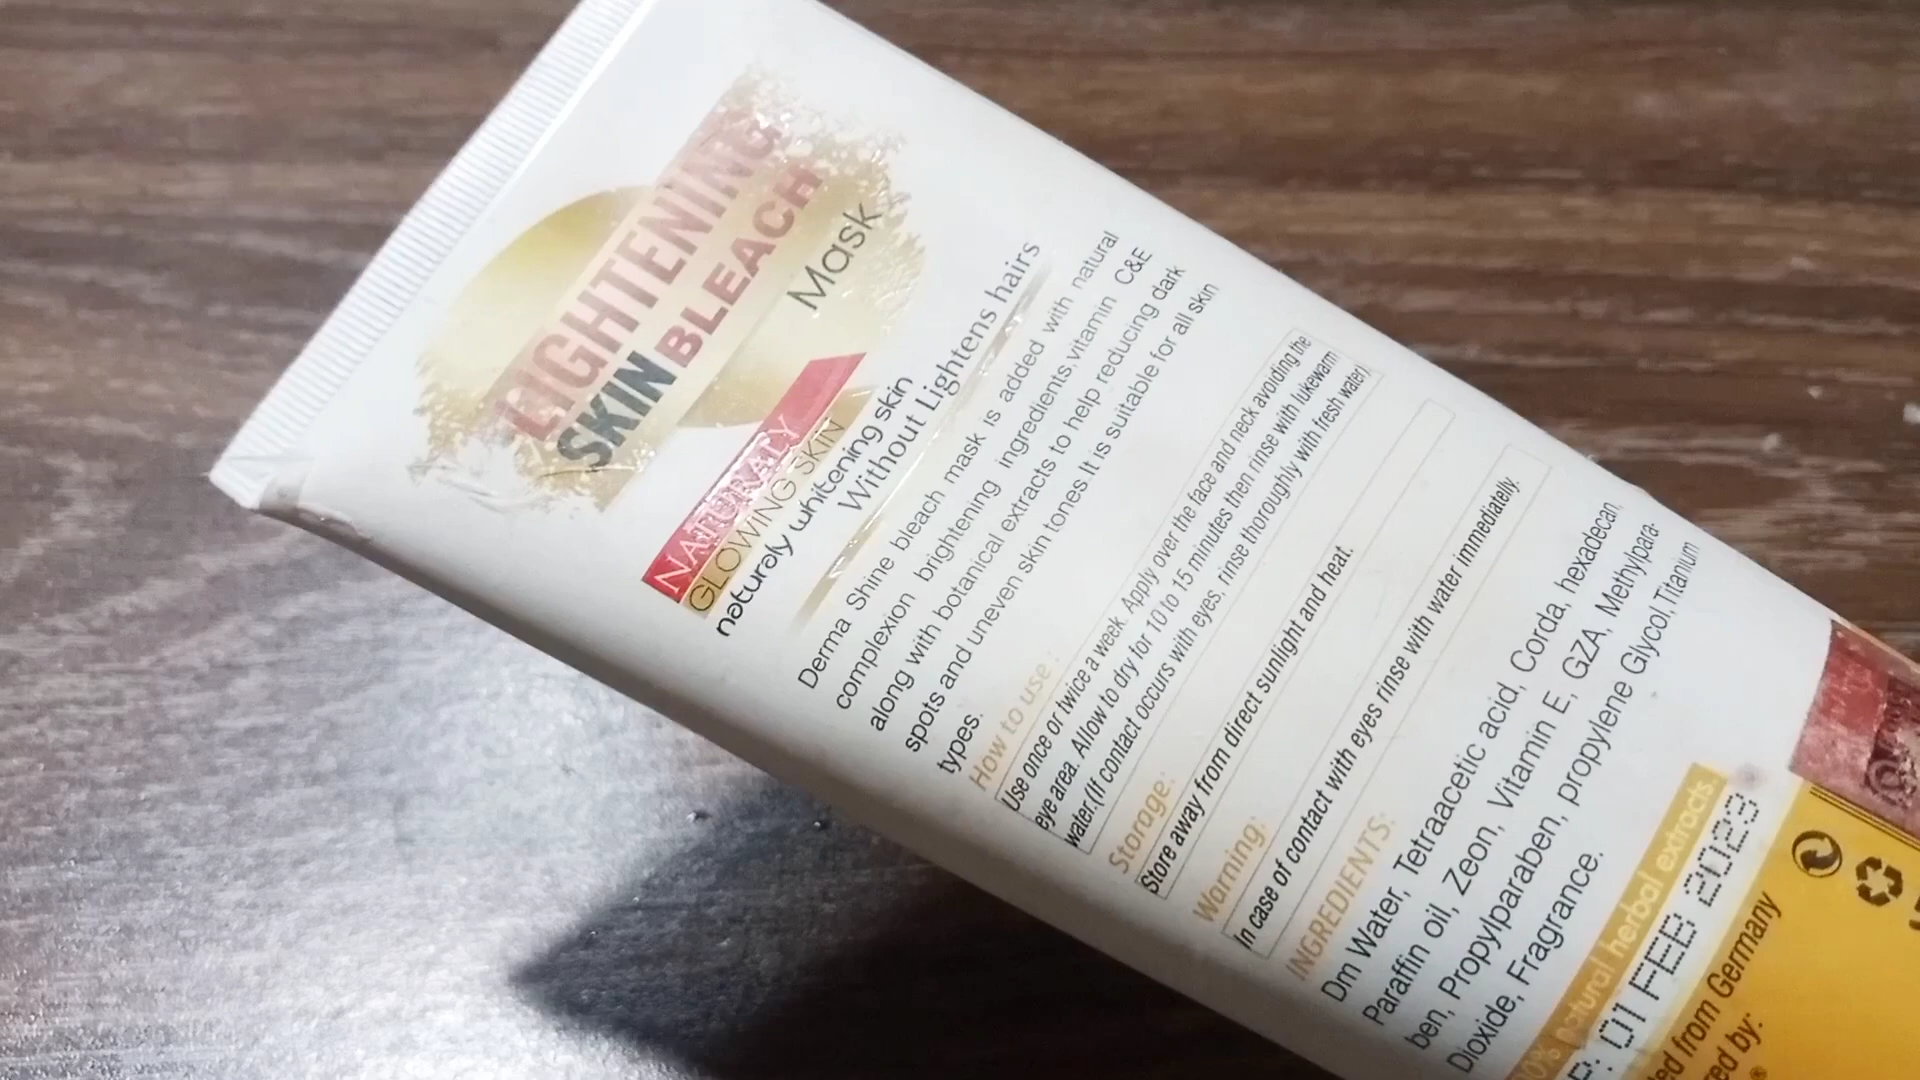 LIGHTENING
SKIN BLEACH
Mask
NATURALY
GLOWING SKIN
naturaly whitening skin
Without Lightens hairs
Derma Shine bleach mask is added with natural
complexion brightening ingredients,vitamin C&E
along with botanical extracts to help reducing dark
spots and uneven skin tones It is suitable for all skin
types.
How to use:
Use once or twice a week. Apply over the face and neck avoiding the
eye area. Allow to dry for 10 to 15 minutes then rinse with lukewarm
water.(If contact occurs with eyes, rinse thoroughly with fresh water).
Storage:
Store away from direct sunlight and heat.
Warning:
In case of contact with eyes rinse with water immediatelly.
INGREDIENTS:
Dm Water, Tetraacetic acid, Corda, hexadecan,
Paraffin oil, Zeon, Vitamin E, GZA, Methylpara-
ben, Propylparaben, propylene Glycol,Titanium
Dioxide, Fragrance.
natural herbal extracts.
01 FEB 2023
from Germany
by: